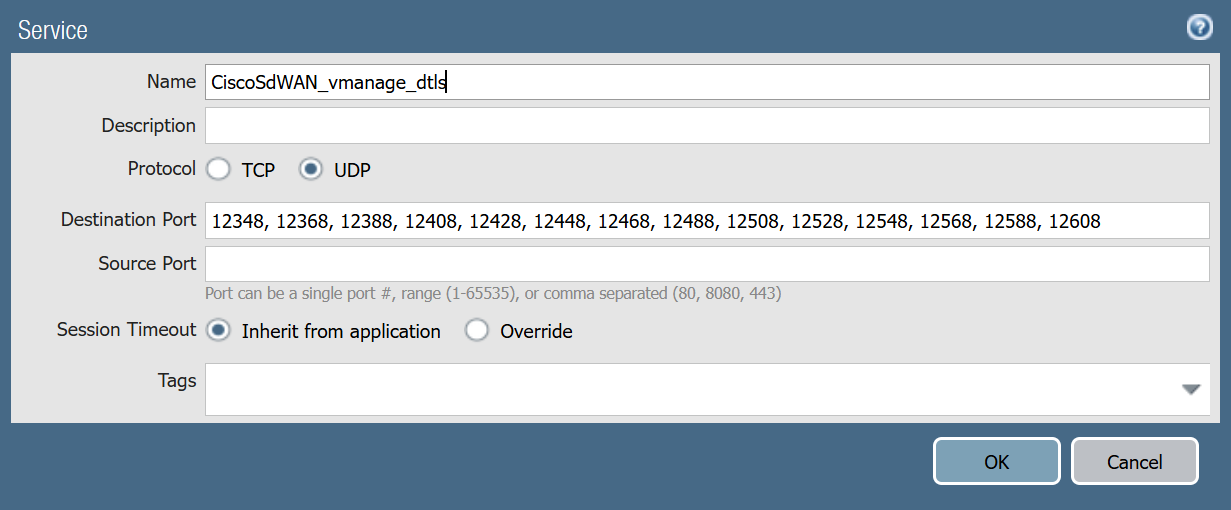 Service
?
Name CiscoSdWAN_vmanage_dtls
Description
Protocol TCP UDP
Destination Port 12348, 12368, 12388, 12408, 12428, 12448, 12468, 12488, 12508, 12528, 12548, 12568, 12588, 12608
Source Port
Port can be a single port #, range (1-65535), or comma separated (80, 8080, 443)
Session Timeout Inherit from application Override
Tags
OK Cancel